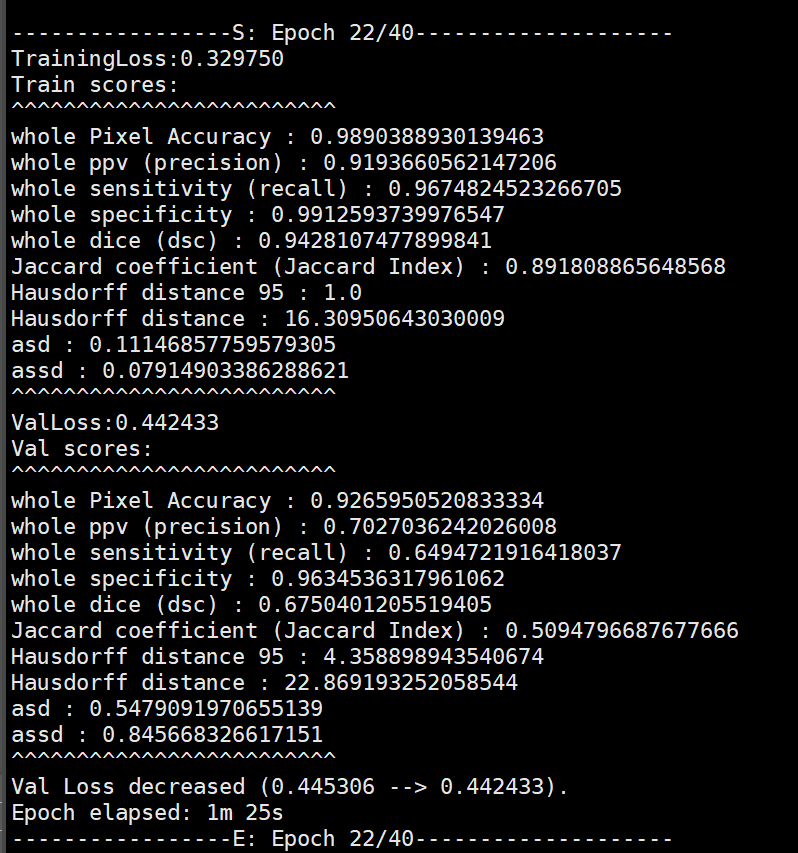 ------------------S: Epoch 22/40--------------------
TrainingLoss:0.329750
Train scores:
^^^^^^^^^^^^^^^^^^^^^^^^^
whole Pixel Accuracy : 0.9890388930139463
whole ppv (precision) : 0.9193660562147206
whole sensitivity (recall) : 0.9674824523266705
whole specificity : 0.9912593739976547
whole dice (dsc) : 0.9428107477899841
Jaccard coefficient (Jaccard Index) : 0.891808865648568
Hausdorff distance 95 : 1.0
Hausdorff distance : 16.30950643030009
asd : 0.11146857759579305
assd : 0.07914903386288621
^^^^^^^^^^^^^^^^^^^^^^^^^
ValLoss:0.442433
Val scores:
^^^^^^^^^^^^^^^^^^^^^^^^^
whole Pixel Accuracy : 0.9265950520833334
whole ppv (precision) : 0.7027036242026008
whole sensitivity (recall) : 0.6494721916418037
whole specificity : 0.9634536317961062
whole dice (dsc) : 0.6750401205519405
Jaccard coefficient (Jaccard Index) : 0.5094796687677666
Hausdorff distance 95 : 4.358898943540674
Hausdorff distance : 22.869193252058544
asd : 0.5479091970655139
assd : 0.845668326617151
^^^^^^^^^^^^^^^^^^^^^^^^^
Val Loss decreased (0.445306 --> 0.442433).
Epoch elapsed: 1m 25s
------------------E: Epoch 22/40--------------------